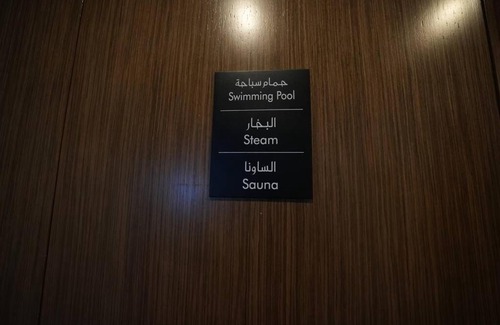 حمام سباحة
Swimming Pool
البخار
Steam
الساونا
Sauna